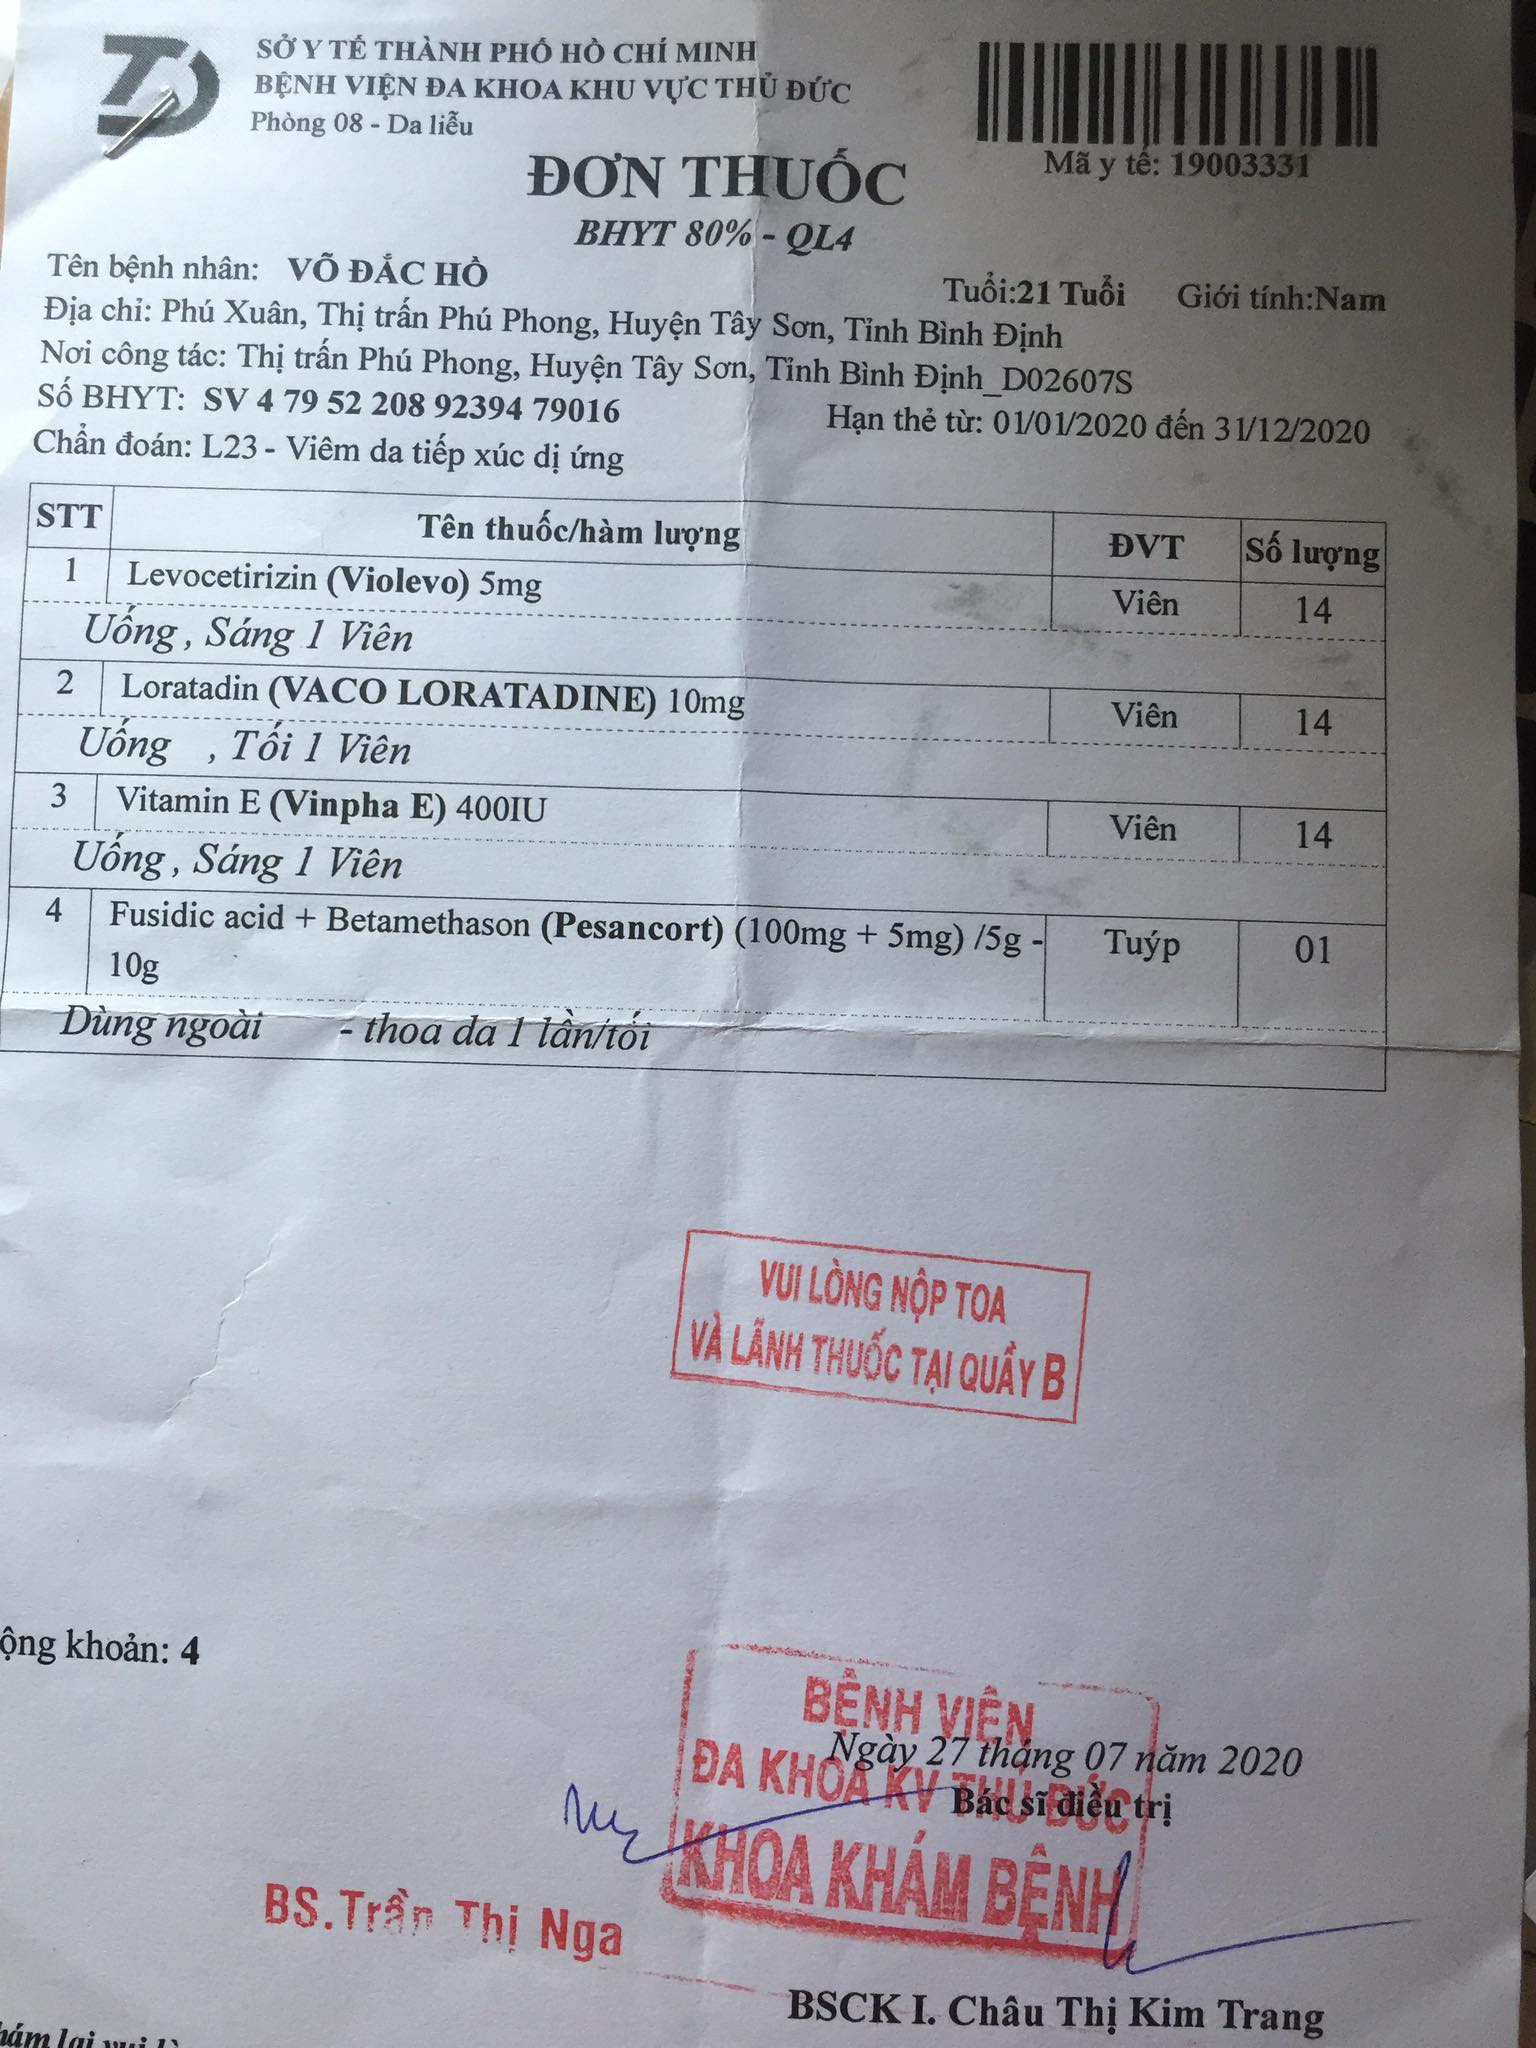 SỞ Y TẾ THÀNH PHỐ HỒ CHÍ MINH
BỆNH VIỆN ĐA KHOA KHU VỰC THỦ ĐỨC
Phòng 08 - Da liễu
Mã y tế: 19003331
ĐƠN THUỐC
BHYT 80% - QL4
Tên bệnh nhân: VÕ ĐẮC HỒ
Tuổi:21 Tuổi Giới tính:Nam
Địa chỉ: Phú Xuân, Thị trấn Phú Phong, Huyện Tây Sơn, Tỉnh Bình Định
Nơi công tác: Thị trấn Phú Phong, Huyện Tây Sơn, Tỉnh Bình Định_D02607S
Số BHYT: SV 4 79 52 208 92394 79016 Hạn thẻ từ: 01/01/2020 đến 31/12/2020
Chẩn đoán: L23 - Viêm da tiếp xúc dị ứng
STT Tên thuốc/hàm lượng ĐVT Số lượng
1 Levocetirizin (Violevo) 5mg Viên 14
Uống , Sáng 1 Viên
2 Loratadin (VACO LORATADINE) 10mg Viên 14
Uống , Tối 1 Viên
3 Vitamin E (Vinpha E) 400IU Viên 14
Uống , Sáng 1 Viên
4 Fusidic acid + Betamethason (Pesancort) (100mg + 5mg) /5g - Tuýp 01
10g
Dùng ngoài - thoa da 1 lần/tối
VUI LÒNG NỘP TOA
VÀ LÃNH THUỐC TẠI QUẦY B
ộng khoản: 4
BỆNH VIỆN
ĐA KHOA KV THỦ ĐỨC
KHOA KHÁM BỆNH
Ngày 27 tháng 07 năm 2020
Bác sĩ điều trị
BS.Trần Thị Nga
BSCK I. Châu Thị Kim Trang